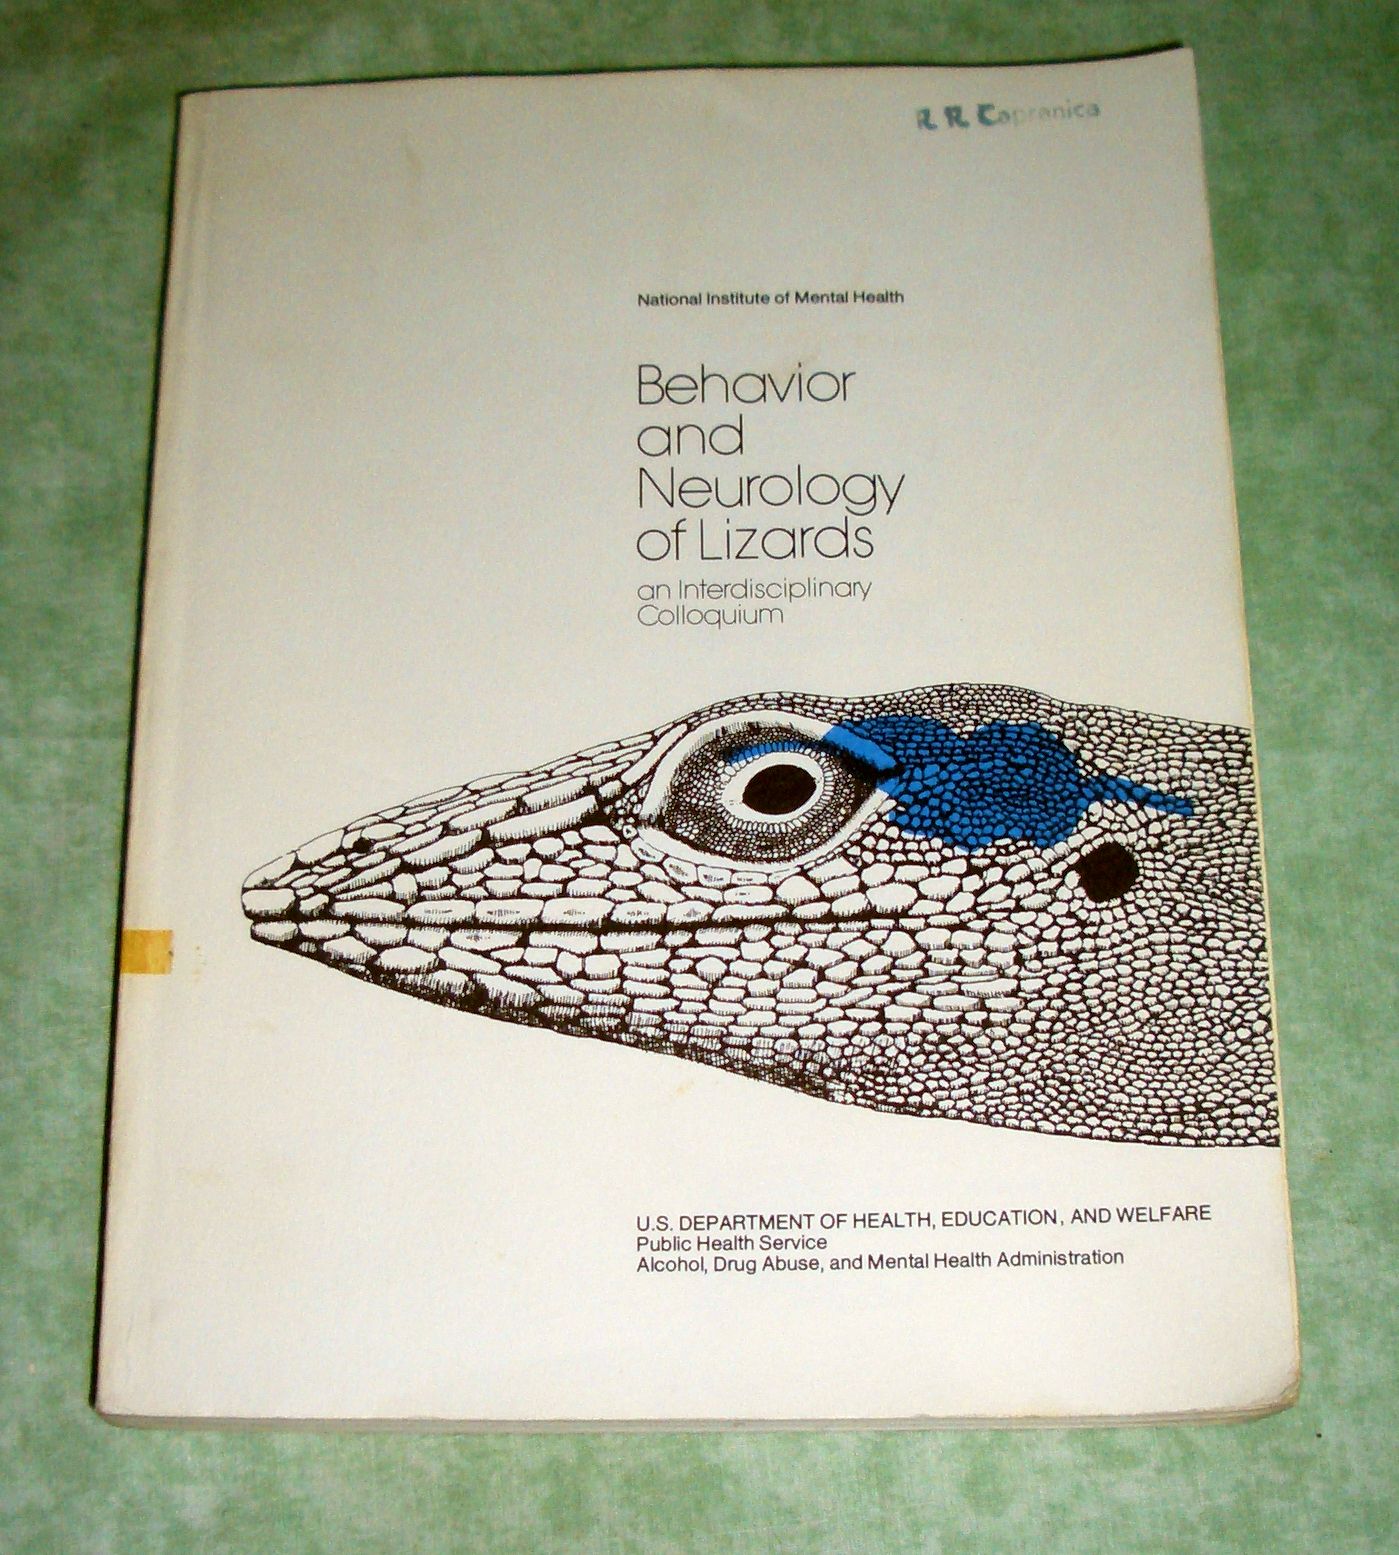 R R Capranica
National Institute of Mental Health
Behavior
and
Neurology
of Lizards
an Interdisciplinary
Colloquium
U.S. DEPARTMENT OF HEALTH, EDUCATION, AND WELFARE
Public Health Service
Alcohol, Drug Abuse, and Mental Health Administration